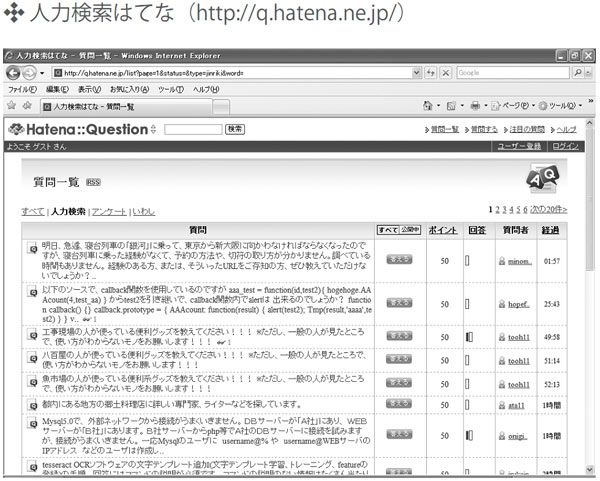 人力検索はてな（http://q.hatena.ne.jp/）
人力検索はてな - 質問一覧 - Windows Internet Explorer
http://q.hatena.ne.jp/list?page=1&status=&type=jinriki&word=
Google
ファイル(F) 編集(E) 表示(V) お気に入り(A) ツール(T) ヘルプ(H)
人力検索はてな - 質問一覧
ページ(P) ツール(O)
Hatena::Question 検索 質問一覧 質問する 注目の質問 ヘルプ
ようこそ ゲスト さん ユーザー登録 ログイン
質問一覧 RSS
すべて | 人力検索 | アンケート | いわし 1 2 3 4 5 6 次の20件>
質問 すべて 公開中 ポイント 回答 質問者 経過
明日、急遽、寝台列車の「銀河」に乗って、東京から新大阪に向かわければならなくなったので
すが、寝台列車に乗った経験がなくて、予約の方法や、切符の取り方が分かりません。調べている
時間もありません。経験のある方、または、そういったURLをご存知の方、ぜひ教えていただけな
いでしょうか?..
答える 50 minom.. 01:57
以下のソースで、callback関数を使用しているのですが aaa_test = function(id,test2){ hogehoge.AA
ACount(4,test_aa) } からtest2を引き継いで、callback関数内でalertは 出来るのでしょうか? functio
n callback() {} callback.prototype = { AAAcount: function(result) { alert(test2); Tmp(result,'aaaa',te
st2) } } v..
答える 50 hopef.. 25:43
工事現場の人が使っている便利グッズを教えてください！！！ ※ただし、一般の人が見たところ
で、使い方がわからないモノをお願いします！！！
答える 50 tooh11 49:58
八百屋の人が使っている便利グッズを教えてください！！！ ※ただし、一般の人が見たところ
で、使い方がわからないモノをお願いします！
答える 50 tooh11 51:14
魚市場の人が使っている便利系グッズを教えてください！！！ ※ただし、一般の人が見たところ
で、使い方がわからないモノをお願いします！
答える 50 tooh11 52:13
都内にある地方の郷土料理店に詳しい専門家、ライターなどを探しています。
答える 50 ats11 1時間
Mysql5.0で、外部ネットワークから接続がうまくいきません。DBサーバーが「A社」にあり、WEB
サーバーが「B社」にあります。B社サーバーからphp等でA社のDBサーバーに接続を試みます
が、接続がうまくいきません。一応Mysqlのユーザに username@% や username@WEBサーバの
IPアドレス などのユーザは作成し..
答える 50 onigi.. 1時間
tesseract OCRソフトウェアの文字テンプレート追加(文字テンプレート学習、トレーニング、featureの